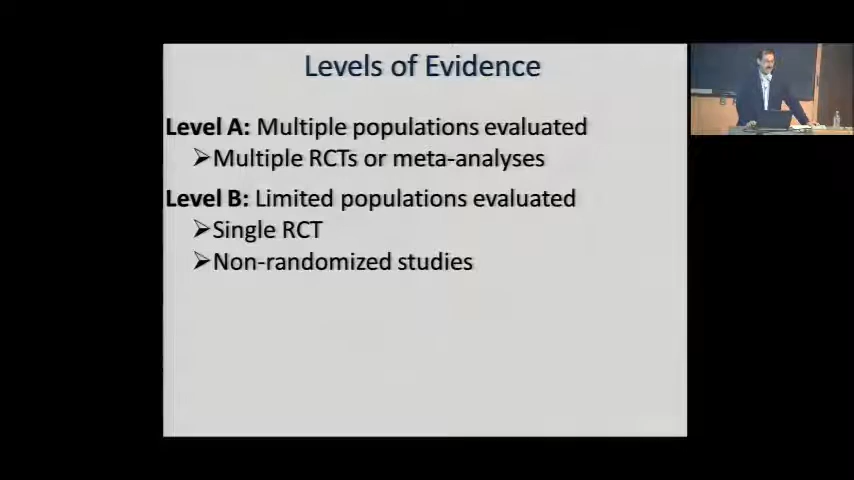 Levels of Evidence
Level A: Multiple populations evaluated
➢Multiple RCTs or meta-analyses
Level B: Limited populations evaluated
➢Single RCT
➢Non-randomized studies